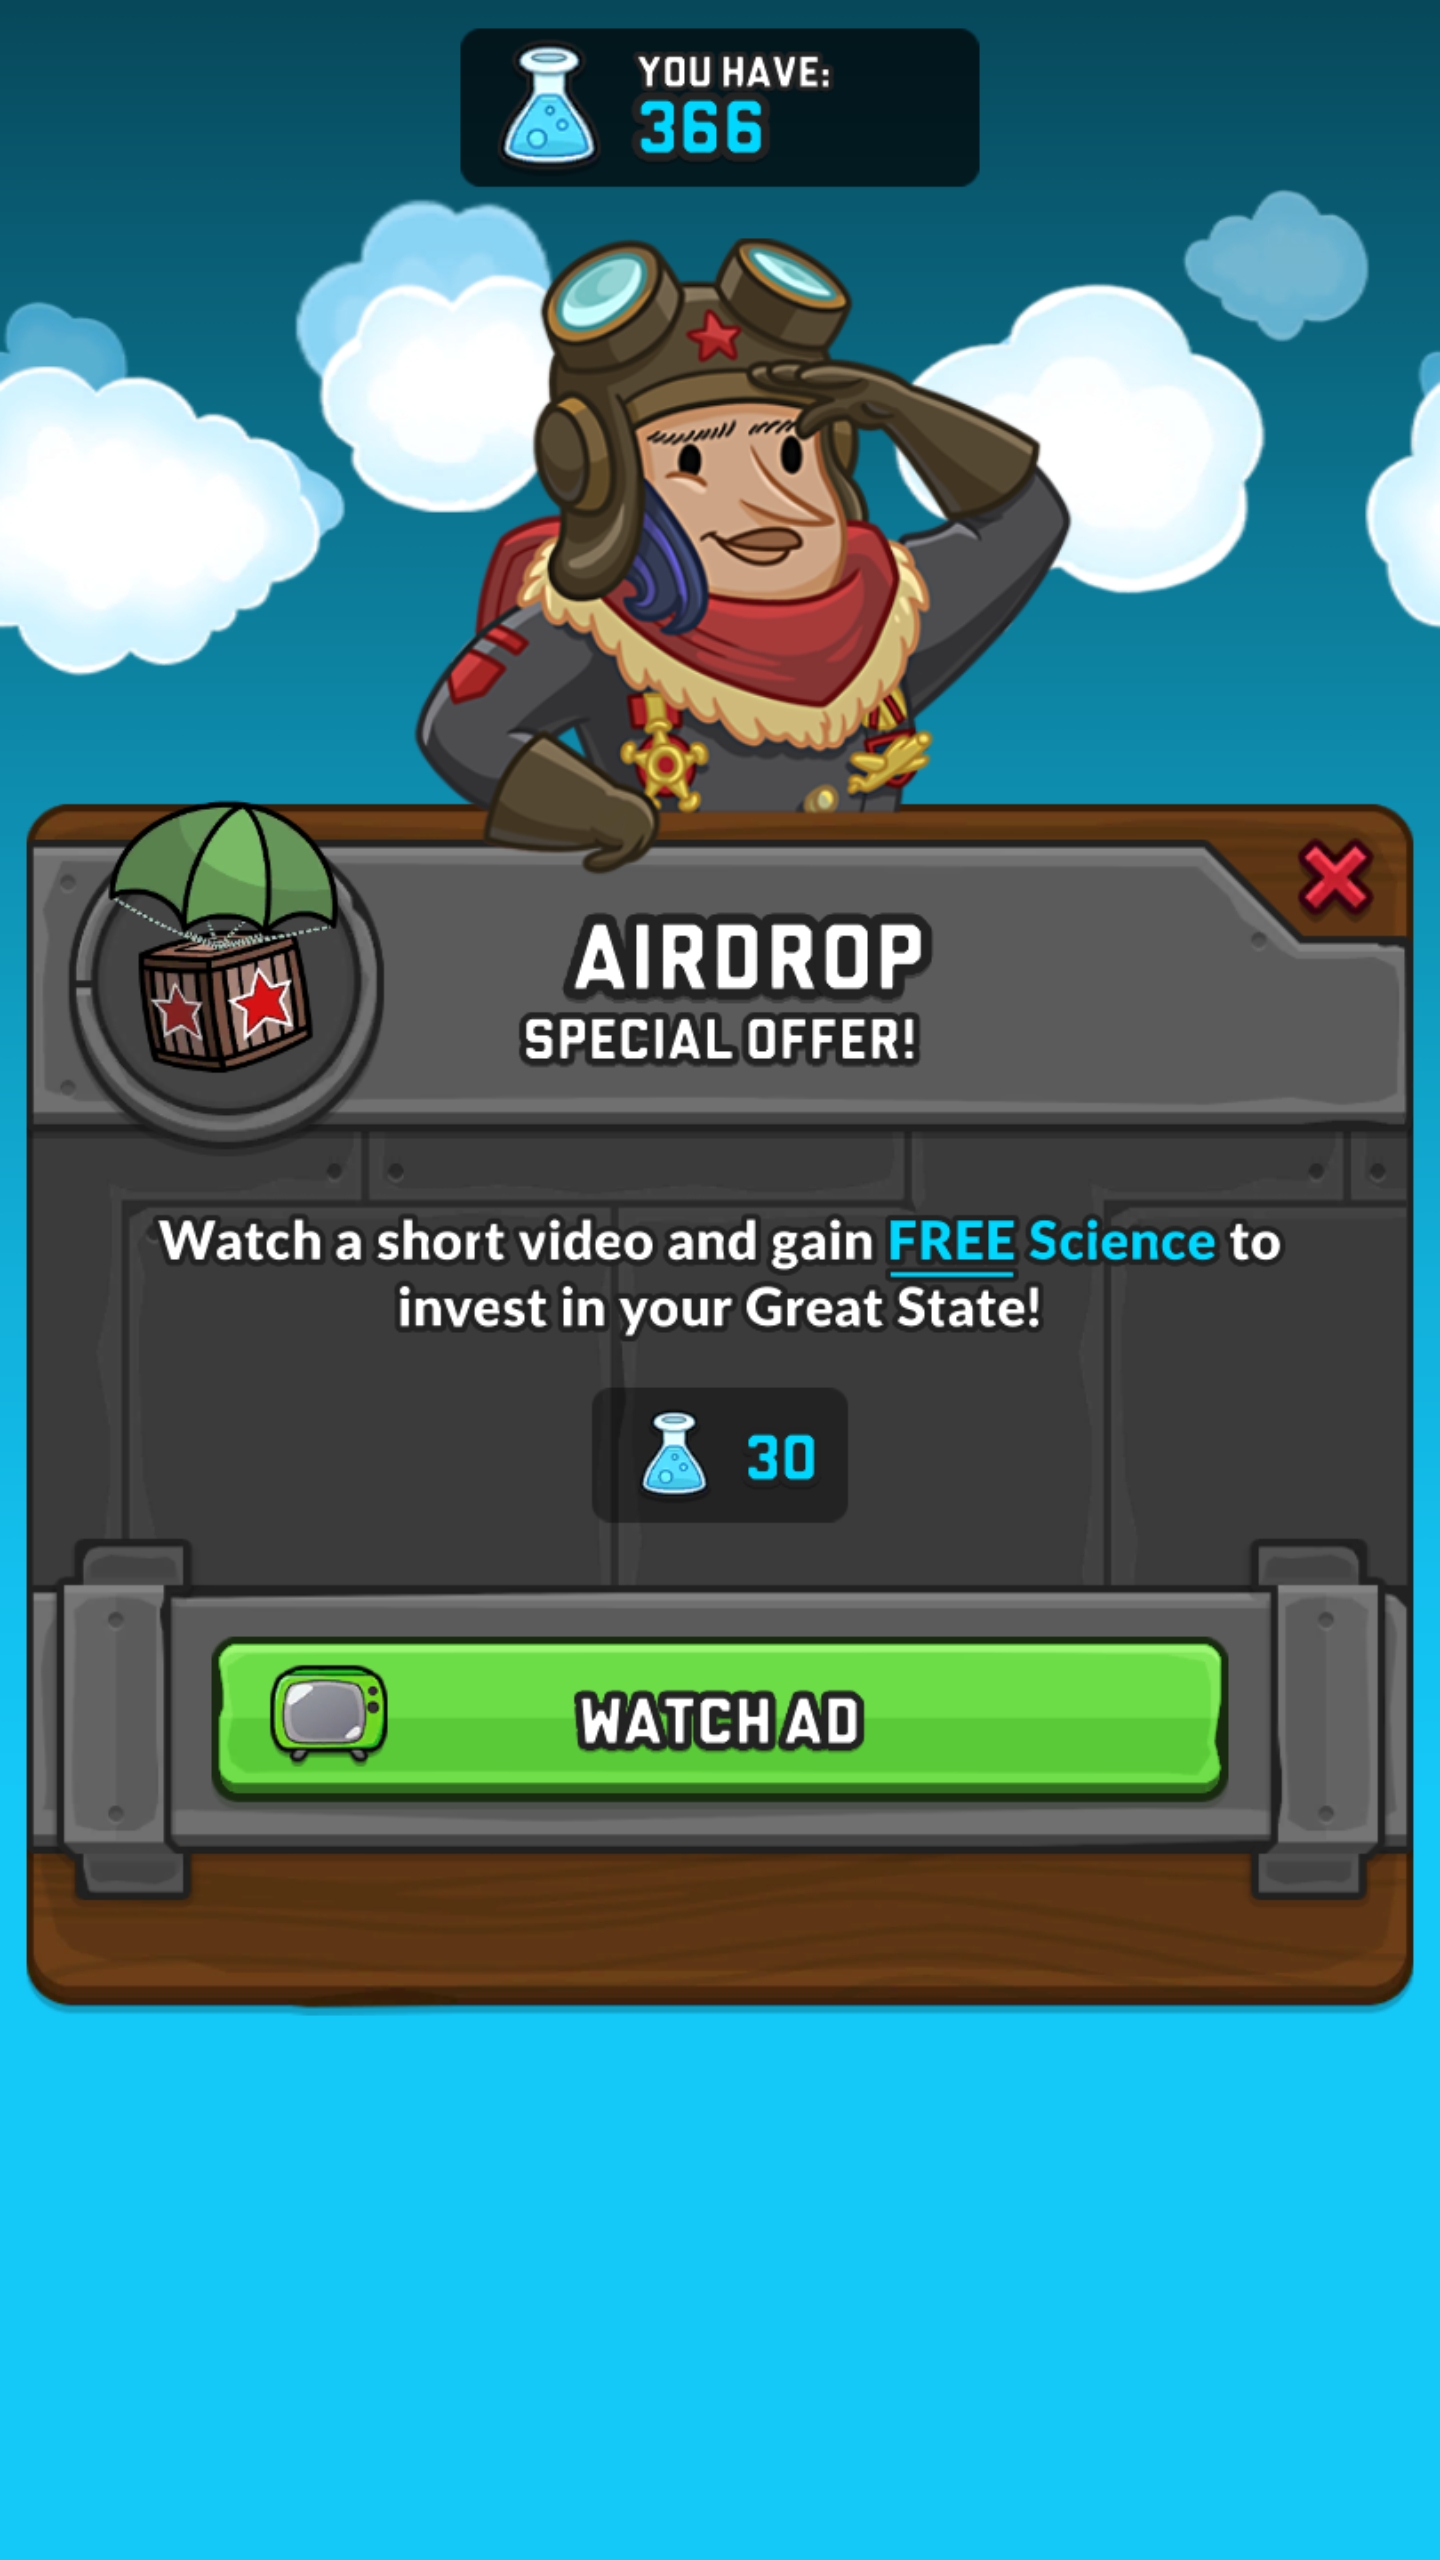 YOU HAVE:
366
AIRDROP
SPECIAL OFFER!
Watch a short video and gain FREE Science to
invest in your Great State!
30
WATCH AD